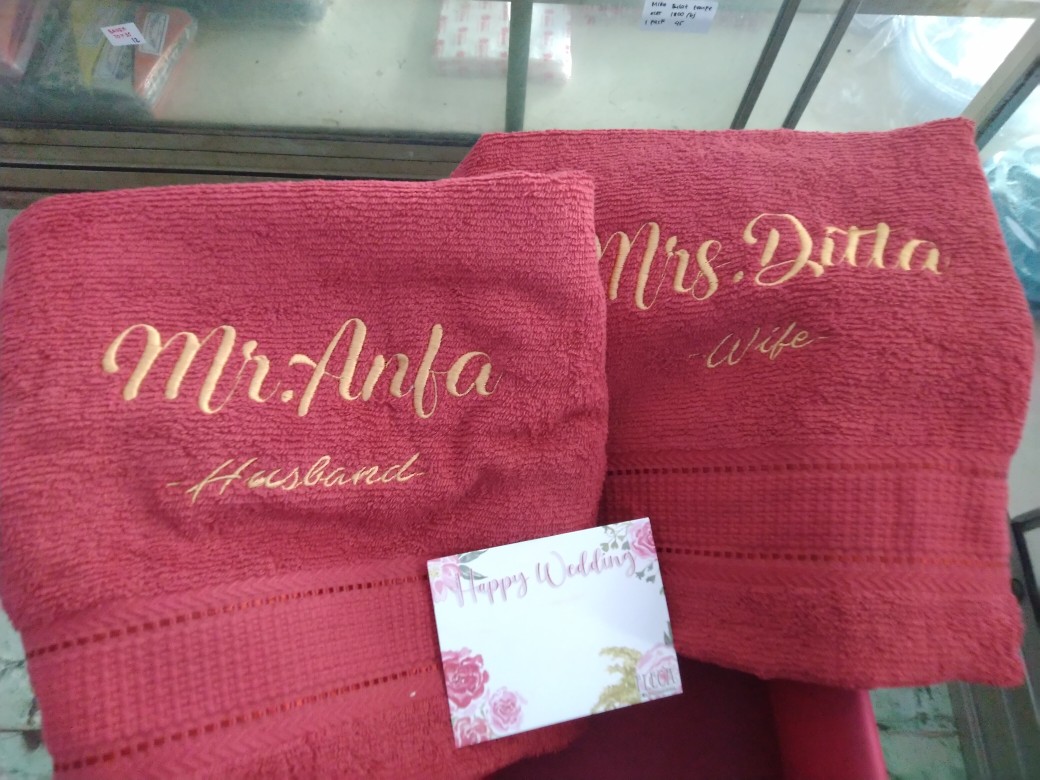 Mr. Anfa
-Husband-
Mrs. Ditta
-Wife-
Happy Wedding